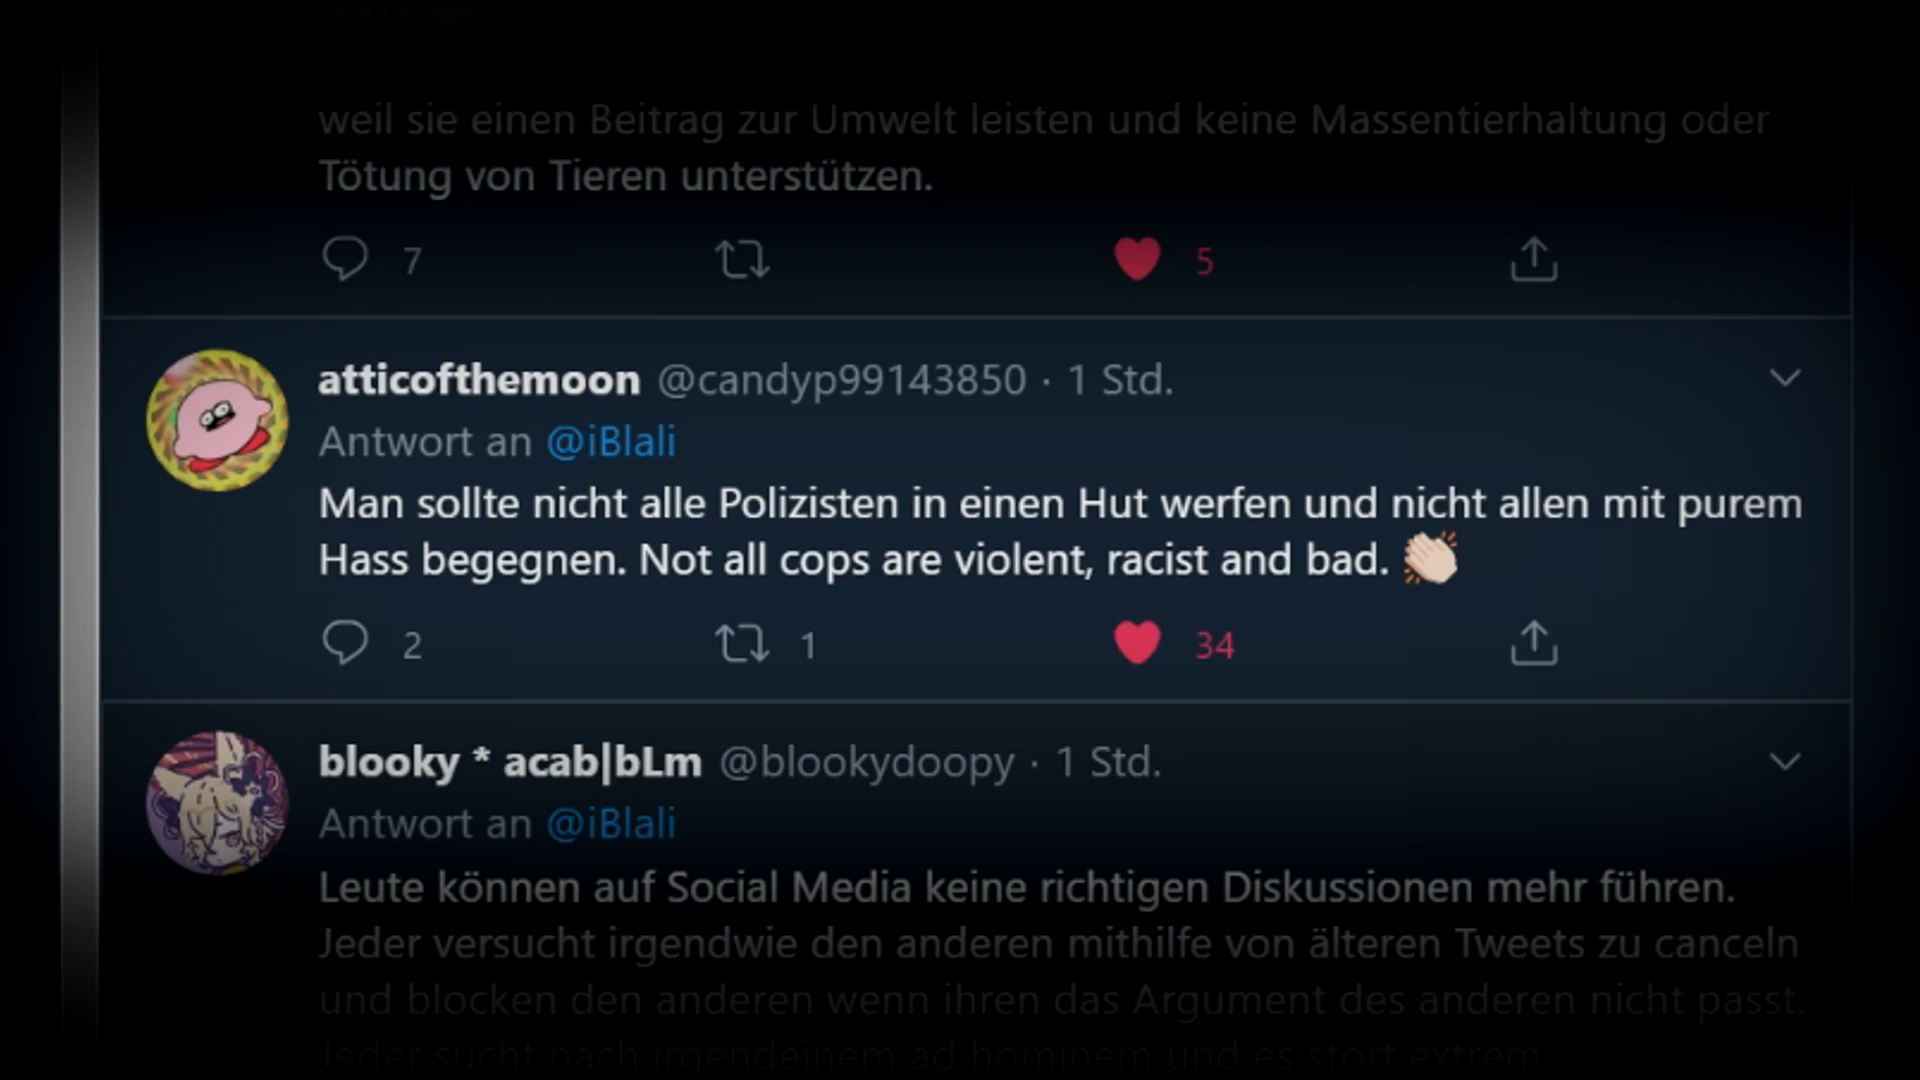 weil sie einen Beitrag zur Umwelt leisten und keine Massentierhaltung oder
Tötung von Tieren unterstützen.
7 5
atticofthemoon @candyp99143850 · 1 Std.
Antwort an @iBlali
Man sollte nicht alle Polizisten in einen Hut werfen und nicht allen mit purem
Hass begegnen. Not all cops are violent, racist and bad. 👏🏻
2 1 34
blooky * acab|bLm @blookydoopy · 1 Std.
Antwort an @iBlali
Leute können auf Social Media keine richtigen Diskussionen mehr führen.
Jeder versucht irgendwie den anderen mithilfe von älteren Tweets zu canceln
und blocken den anderen wenn ihren das Argument des anderen nicht passt.
Jeder sucht nach irgendeinem ad hominem und es stört extrem